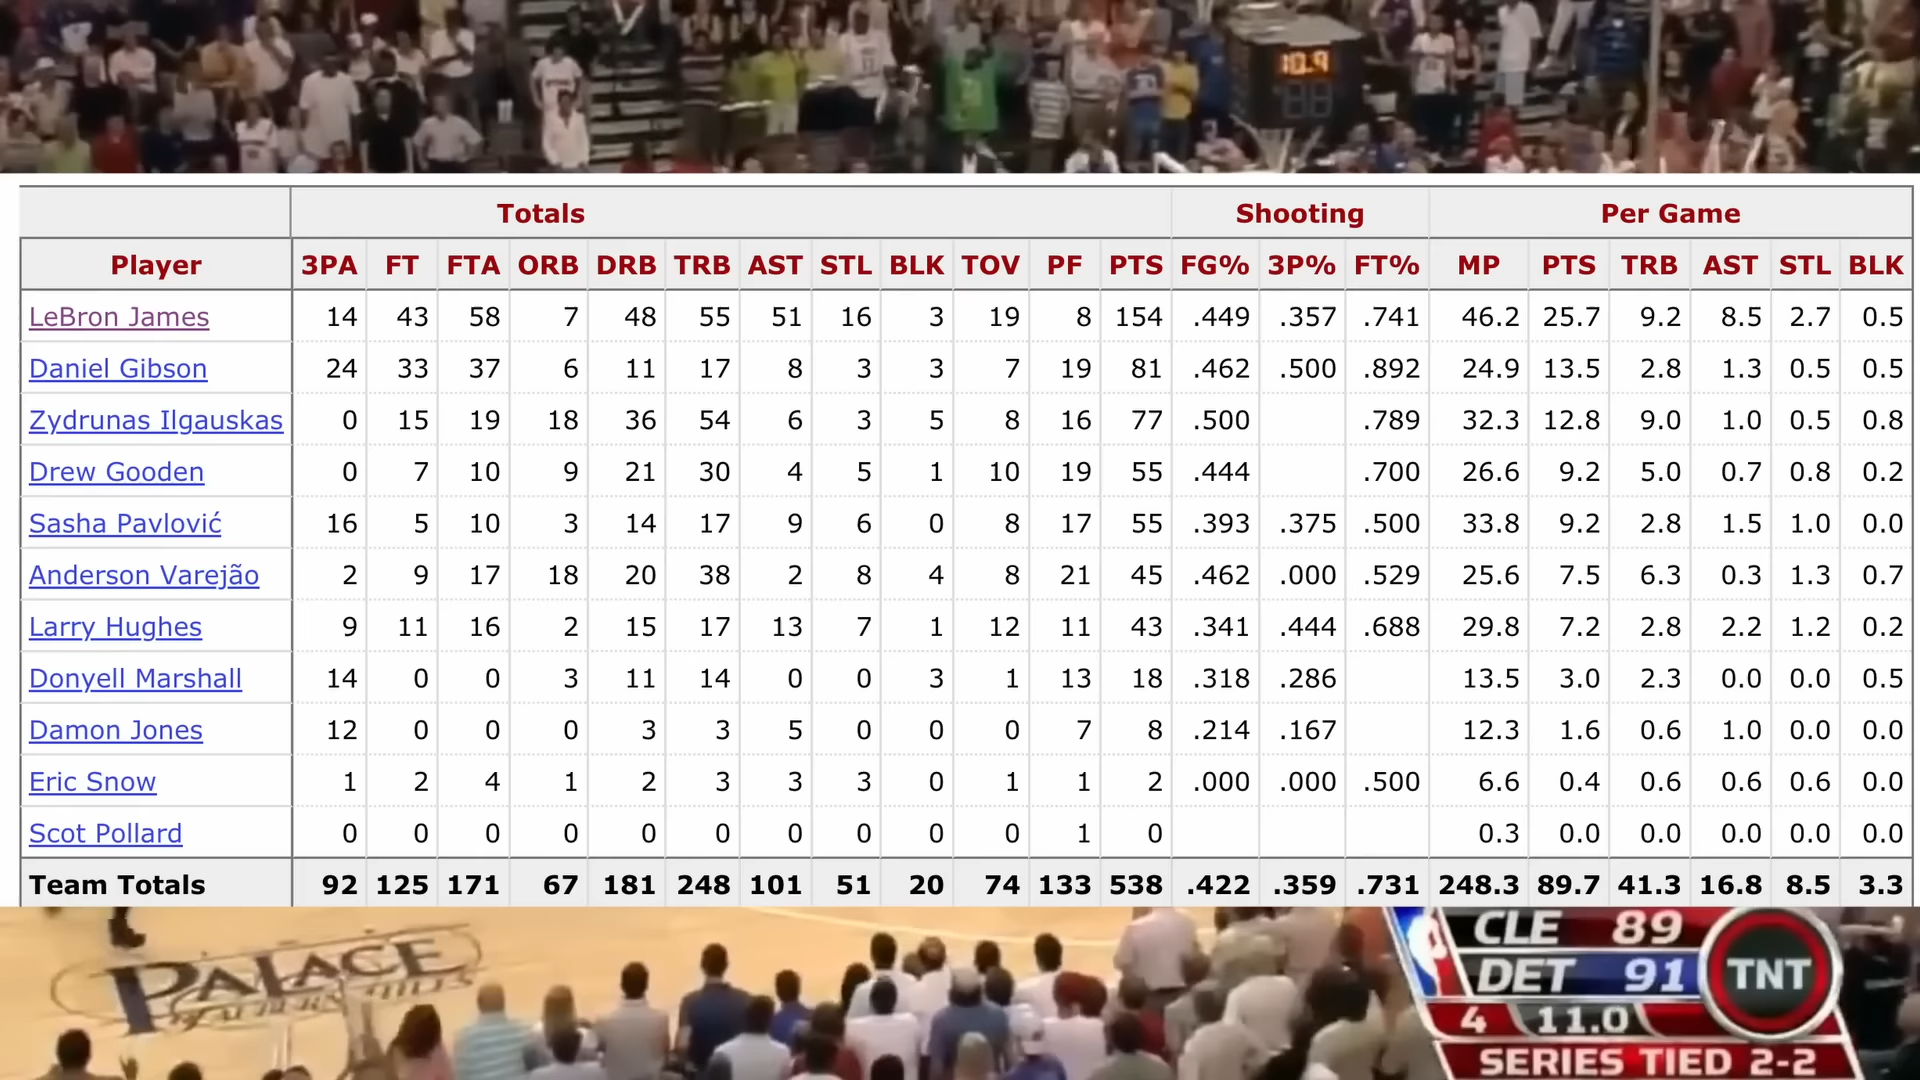 10.9
Totals Shooting Per Game
Player 3PA FT FTA ORB DRB TRB AST STL BLK TOV PF PTS FG% 3P% FT% MP PTS TRB AST STL BLK
LeBron James 14 43 58 7 48 55 51 16 3 19 8 154 .449 .357 .741 46.2 25.7 9.2 8.5 2.7 0.5
Daniel Gibson 24 33 37 6 11 17 8 3 3 7 19 81 .462 .500 .892 24.9 13.5 2.8 1.3 0.5 0.5
Zydrunas Ilgauskas 0 15 19 18 36 54 6 3 5 8 16 77 .500 .789 32.3 12.8 9.0 1.0 0.5 0.8
Drew Gooden 0 7 10 9 21 30 4 5 1 10 19 55 .444 .700 26.6 9.2 5.0 0.7 0.8 0.2
Sasha Pavlović 16 5 10 3 14 17 9 6 0 8 17 55 .393 .375 .500 33.8 9.2 2.8 1.5 1.0 0.0
Anderson Varejão 2 9 17 18 20 38 2 8 4 8 21 45 .462 .000 .529 25.6 7.5 6.3 0.3 1.3 0.7
Larry Hughes 9 11 16 2 15 17 13 7 1 12 11 43 .341 .444 .688 29.8 7.2 2.8 2.2 1.2 0.2
Donyell Marshall 14 0 0 3 11 14 0 0 3 1 13 18 .318 .286 13.5 3.0 2.3 0.0 0.0 0.5
Damon Jones 12 0 0 0 3 3 5 0 0 0 7 8 .214 .167 12.3 1.6 0.6 1.0 0.0 0.0
Eric Snow 1 2 4 1 2 3 3 3 0 1 1 2 .000 .000 .500 6.6 0.4 0.6 0.6 0.6 0.0
Scot Pollard 0 0 0 0 0 0 0 0 0 0 1 0 0.3 0.0 0.0 0.0 0.0 0.0
Team Totals 92 125 171 67 181 248 101 51 20 74 133 538 .422 .359 .731 248.3 89.7 41.3 16.8 8.5 3.3
PALACE
CLE 89
DET 91
TNT
4 11.0
SERIES TIED 2-2